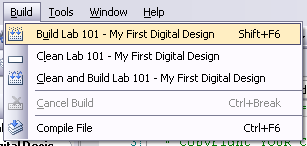 Build Tools Window Help
Build Lab 101 - My First Digital Design Shift+F6
Clean Lab 101 - My First Digital Design
Clean and Build Lab 101 - My First Digital Design
Cancel Build Ctrl+Break
Compile File Ctrl+F6